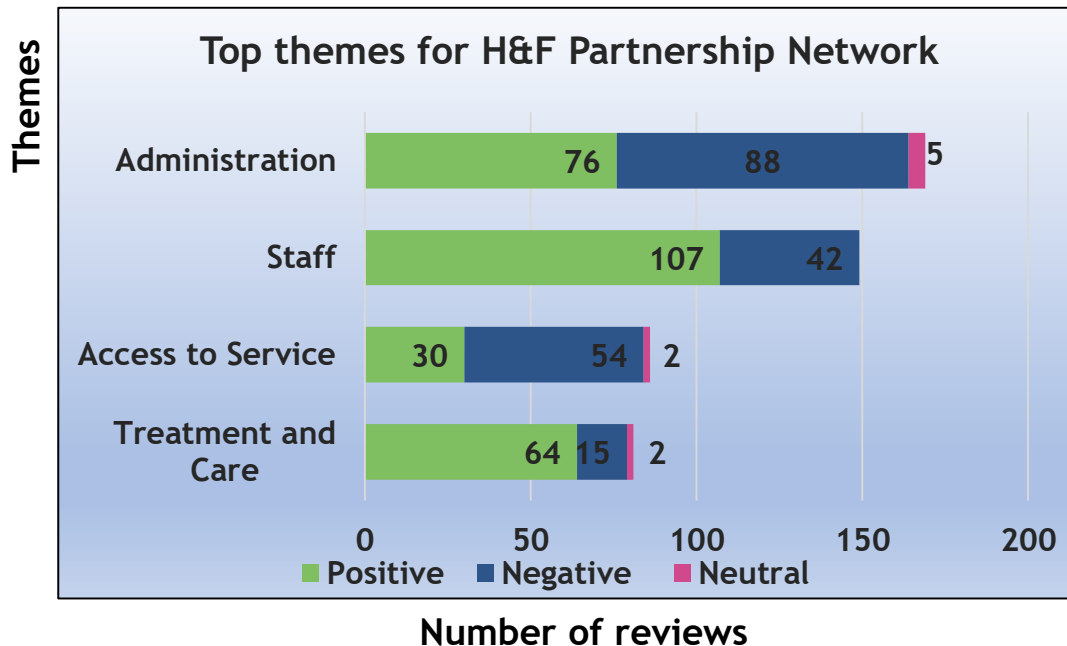 Themes
Top themes for H&F Partnership Network
Administration
76
88
5
Staff
107
42
Access to Service
30
54
2
Treatment and
Care
64
15
2
0
50
100
150
200
Positive
Negative
Neutral
Number of reviews